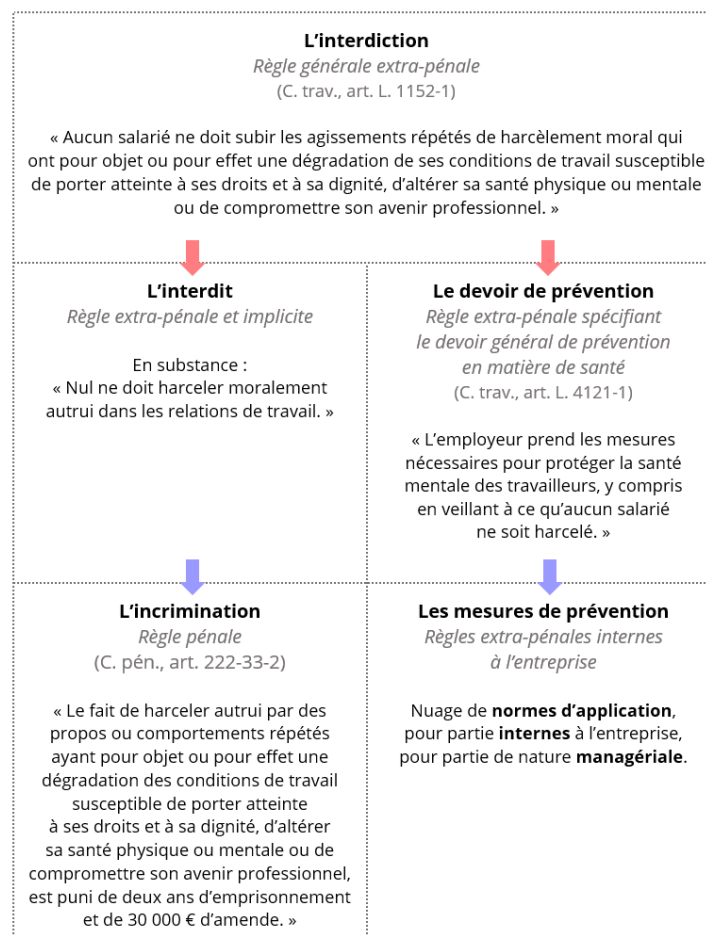 L’interdiction
Règle générale extra-pénale
(C. trav., art. L. 1152-1)
« Aucun salarié ne doit subir les agissements répétés de harcèlement moral qui
ont pour objet ou pour effet une dégradation de ses conditions de travail susceptible
de porter atteinte à ses droits et à sa dignité, d’altérer sa santé physique ou mentale
ou de compromettre son avenir professionnel. »
L’interdit
Règle extra-pénale et implicite
En substance :
« Nul ne doit harceler moralement
autrui dans les relations de travail. »
Le devoir de prévention
Règle extra-pénale spécifiant
le devoir général de prévention
en matière de santé
(C. trav., art. L. 4121-1)
« L’employeur prend les mesures
nécessaires pour protéger la santé
mentale des travailleurs, y compris
en veillant à ce qu’aucun salarié
ne soit harcelé. »
L’incrimination
Règle pénale
(C. pén., art. 222-33-2)
« Le fait de harceler autrui par des
propos ou comportements répétés
ayant pour objet ou pour effet une
dégradation des conditions de travail
susceptible de porter atteinte
à ses droits et à sa dignité, d’altérer
sa santé physique ou mentale ou de
compromettre son avenir professionnel,
est puni de deux ans d’emprisonnement
et de 30 000 € d’amende. »
Les mesures de prévention
Règles extra-pénales internes
à l’entreprise
Nuage de normes d’application,
pour partie internes à l’entreprise,
pour partie de nature managériale.